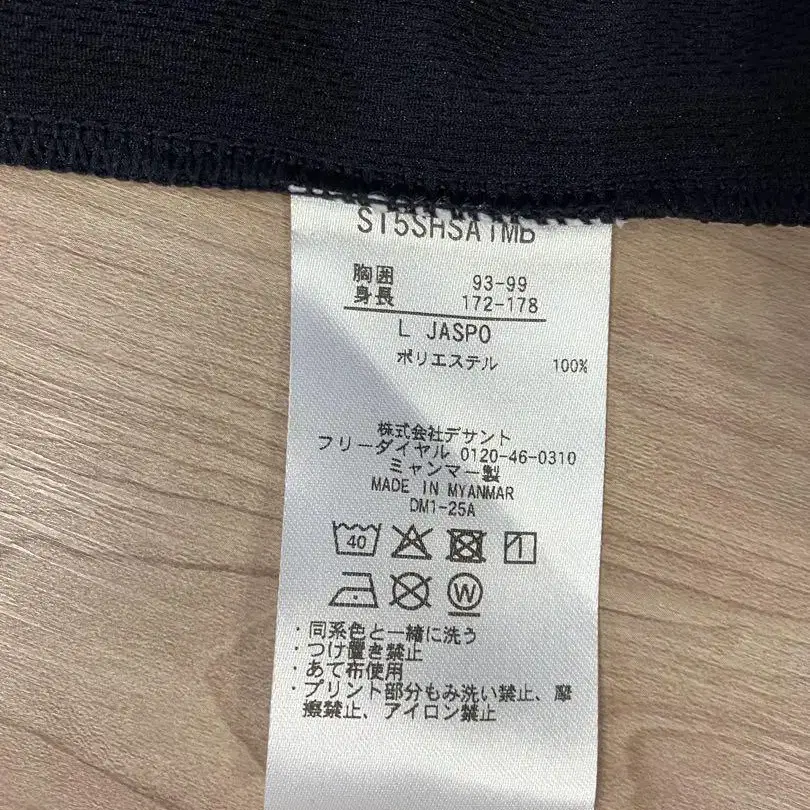 ST5SHSA1MB
胸囲 93-99
身長 172-178
L JASPO
ポリエステル 100%
株式会社デサント
フリーダイヤル 0120-46-0310
ミャンマー製
MADE IN MYANMAR
DM1-25A
40
W
・同系色と一緒に洗う
・つけ置き禁止
・あて布使用
・プリント部分もみ洗い禁止、摩
擦禁止、アイロン禁止